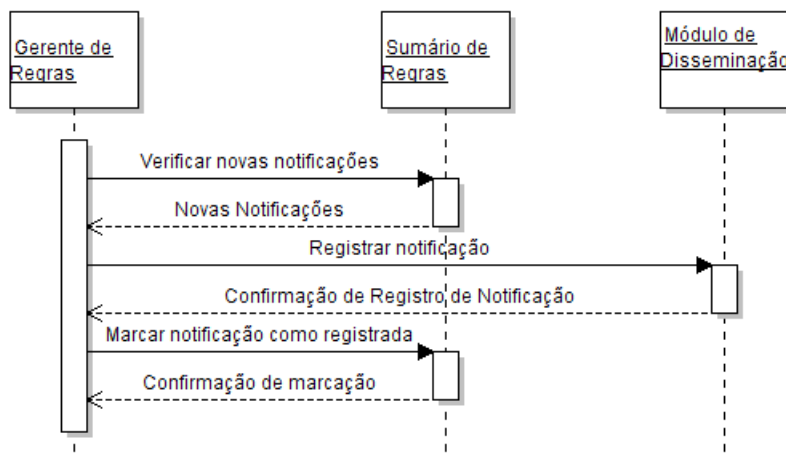 Gerente de
Regras
Sumário de
Regras
Módulo de
Disseminação
Verificar novas notificações
Novas Notificações
Registrar notificação
Confirmação de Registro de Notificação
Marcar notificação como registrada
Confirmação de marcação